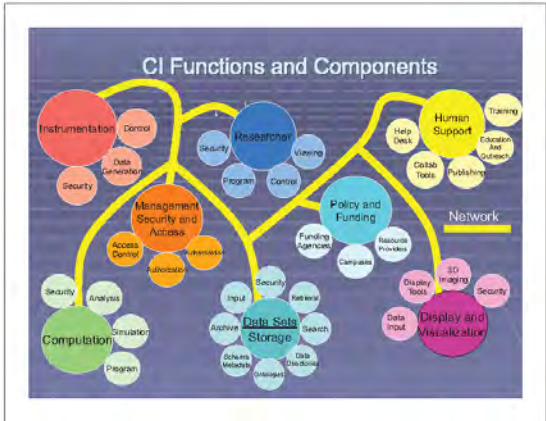 CI Functions and Components
Instrumentation
Control
Data
Generation
Security
Researcher
Security
Program
Control
Viewing
Human
Support
Help
Desk
Collab
Tools
Publishing
Education
And
Outreach
Training
Management
Security and
Access
Access
Control
Authorization
Authentication
Policy and
Funding
Funding
Agencies
Campuses
Resource
Providers
Network
Computation
Security
Analysis
Simulation
Program
Data Sets
Storage
Security
Input
Retrieval
Archive
Search
Schema
Metadata
Data
Directories
Ontologies
Display and
Visualization
Data
Input
Display
Tools
3D
Imaging
Security